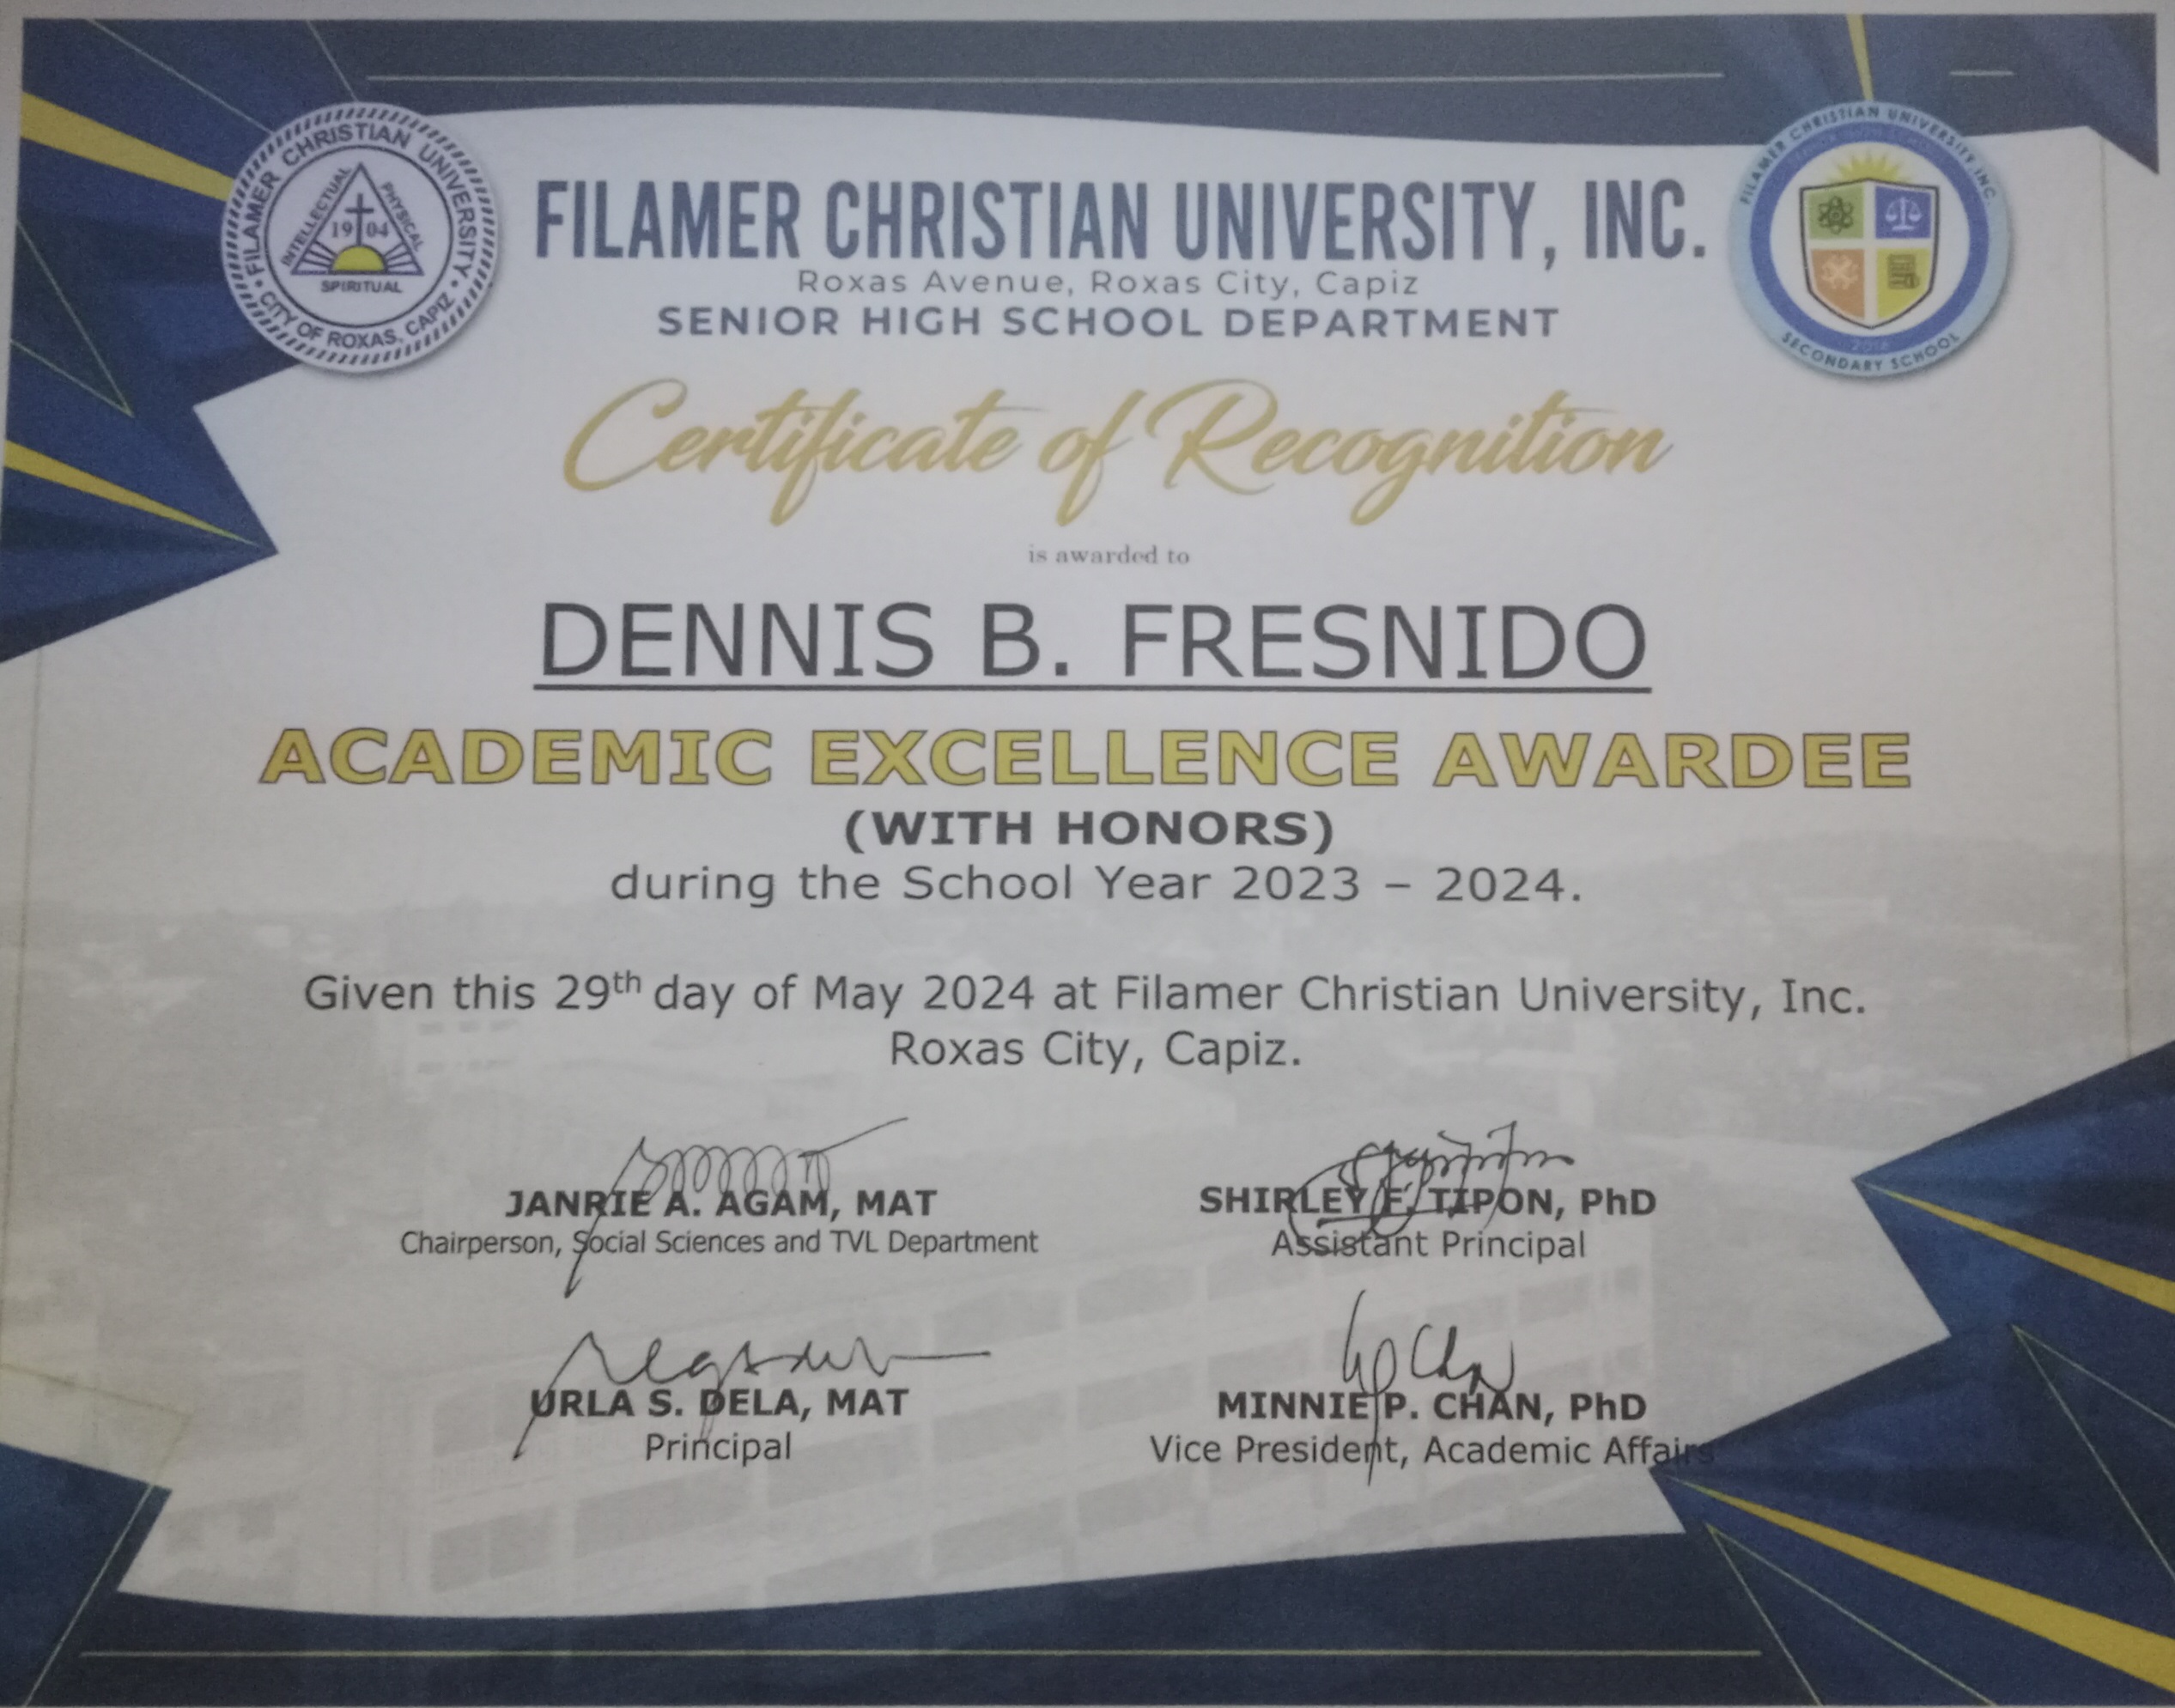 FILAMER CHRISTIAN UNIVERSITY
INTELLECTUAL
PHYSICAL
1904
SPIRITUAL
CITY OF ROXAS, CAPIZ
FILAMER CHRISTIAN UNIVERSITY, INC.
Roxas Avenue, Roxas City, Capiz
SENIOR HIGH SCHOOL DEPARTMENT
FILAMER CHRISTIAN UNIVERSITY, INC.
SECONDARY SCHOOL
Certificate of Recognition
is awarded to
DENNIS B. FRESNIDO
ACADEMIC EXCELLENCE AWARDEE
(WITH HONORS)
during the School Year 2023 – 2024.
Given this 29th day of May 2024 at Filamer Christian University, Inc.
Roxas City, Capiz.
JANRIE A. AGAM, MAT
Chairperson, Social Sciences and TVL Department
SHIRLEY F. TIPON, PhD
Assistant Principal
URLA S. DELA, MAT
Principal
MINNIE P. CHAN, PhD
Vice President, Academic Affairs